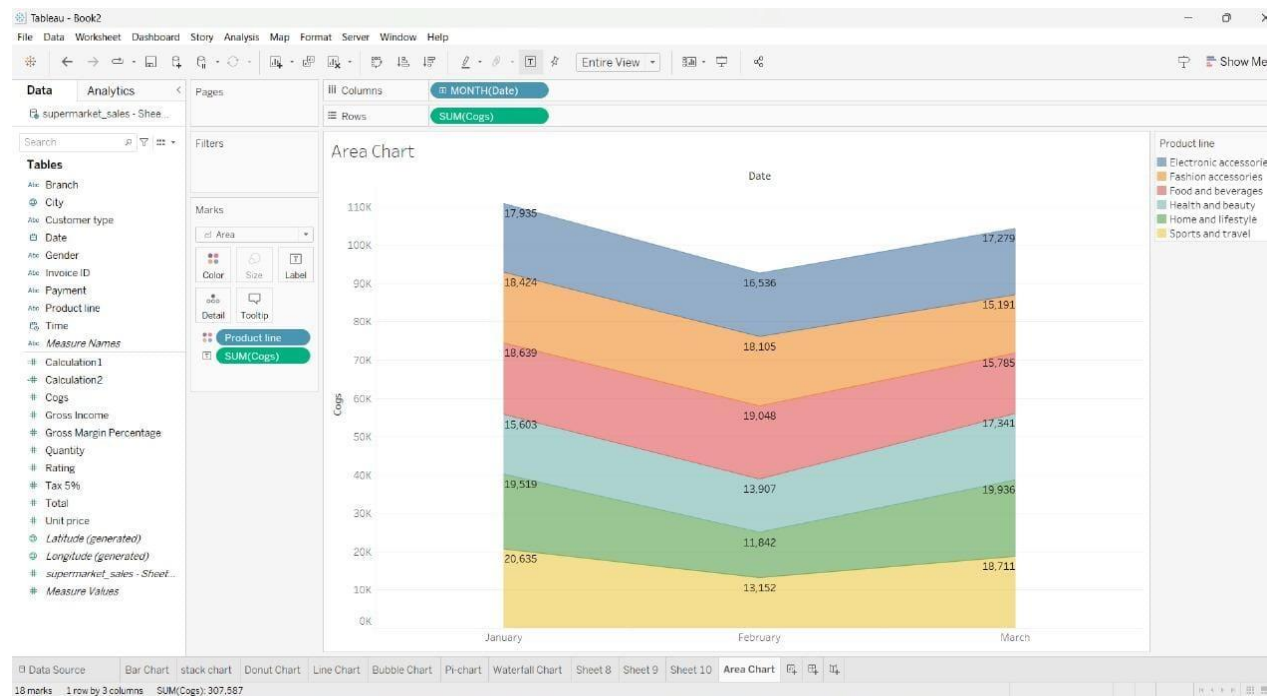 Tableau - Book2
File Data Worksheet Dashboard Story Analysis Map Format Server Window Help
Entire View
Show Me
Data Analytics
supermarket_sales - Shee...
Search
Tables
Abc Branch
City
Abc Customer type
Date
Abc Gender
Abc Invoice ID
Abc Payment
Abc Product line
Time
Abc Measure Names
=# Calculation1
=# Calculation2
# Cogs
# Gross Income
# Gross Margin Percentage
# Quantity
# Rating
# Tax 5%
# Total
# Unit price
Latitude (generated)
Longitude (generated)
# supermarket_sales - Sheet...
# Measure Values
Pages
Filters
Marks
Area
Color Size Label
Detail Tooltip
Product line
SUM(Cogs)
Columns MONTH(Date)
Rows SUM(Cogs)
Area Chart
Date
Cogs
110K
100K
90K
80K
70K
60K
50K
40K
30K
20K
10K
0K
17,935
18,424
18,639
15,603
19,519
20,635
16,536
18,105
19,048
13,907
11,842
13,152
17,279
15,191
15,785
17,341
19,936
18,711
January February March
Product line
Electronic accessorie
Fashion accessories
Food and beverages
Health and beauty
Home and lifestyle
Sports and travel
Data Source Bar Chart stack chart Donut Chart Line Chart Bubble Chart Pi-chart Waterfall Chart Sheet 8 Sheet 9 Sheet 10 Area Chart
18 marks 1 row by 3 columns SUM(Cogs): 307,587